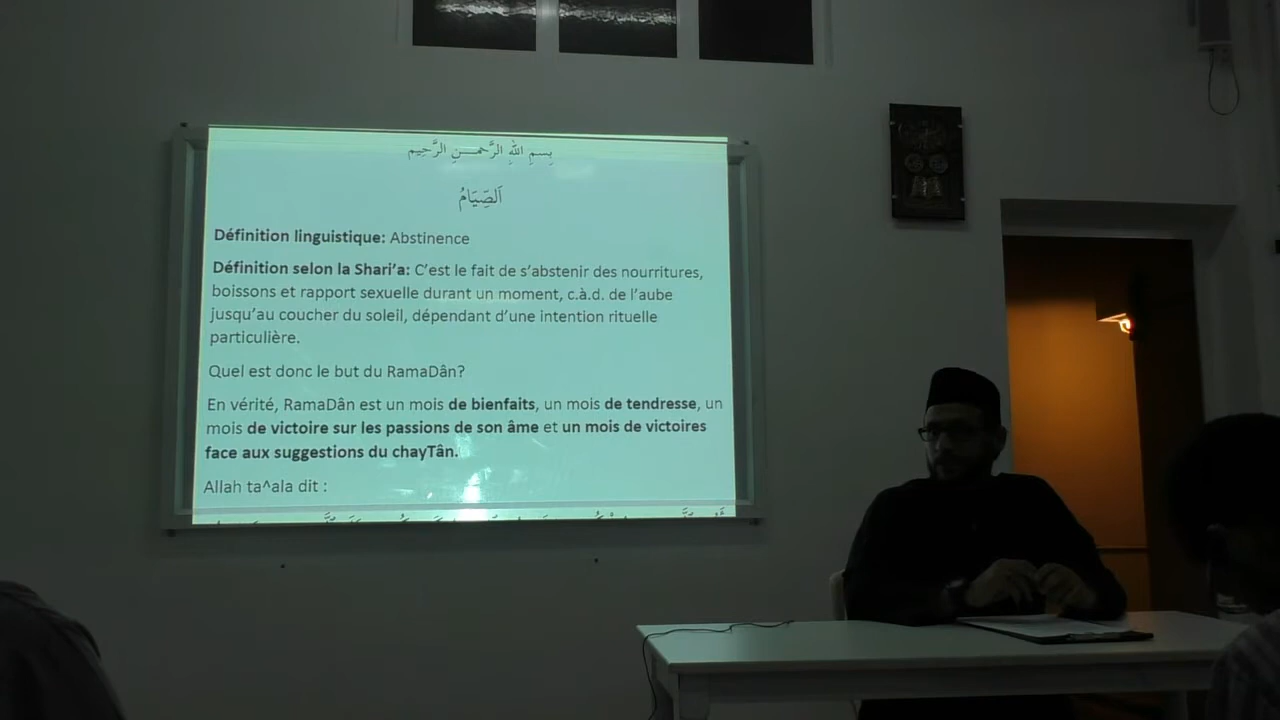 بِسمِ اللهِ الرَّحمـنِ الرَّحِيم
اَلصِّيَامُ
Définition linguistique: Abstinence
Définition selon la Shari’a: C’est le fait de s’abstenir des nourritures,
boissons et rapport sexuelle durant un moment, c.à.d. de l’aube
jusqu’au coucher du soleil, dépendant d’une intention rituelle
particulière.
Quel est donc le but du RamaDân?
En vérité, RamaDân est un mois de bienfaits, un mois de tendresse, un
mois de victoire sur les passions de son âme et un mois de victoires
face aux suggestions du chayTân.
Allah ta^ala dit :